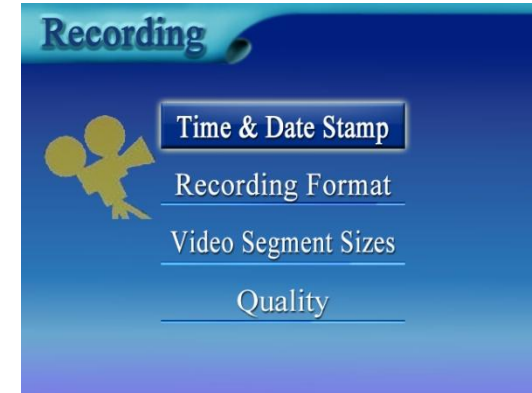 Recording
Time & Date Stamp
Recording Format
Video Segment Sizes
Quality